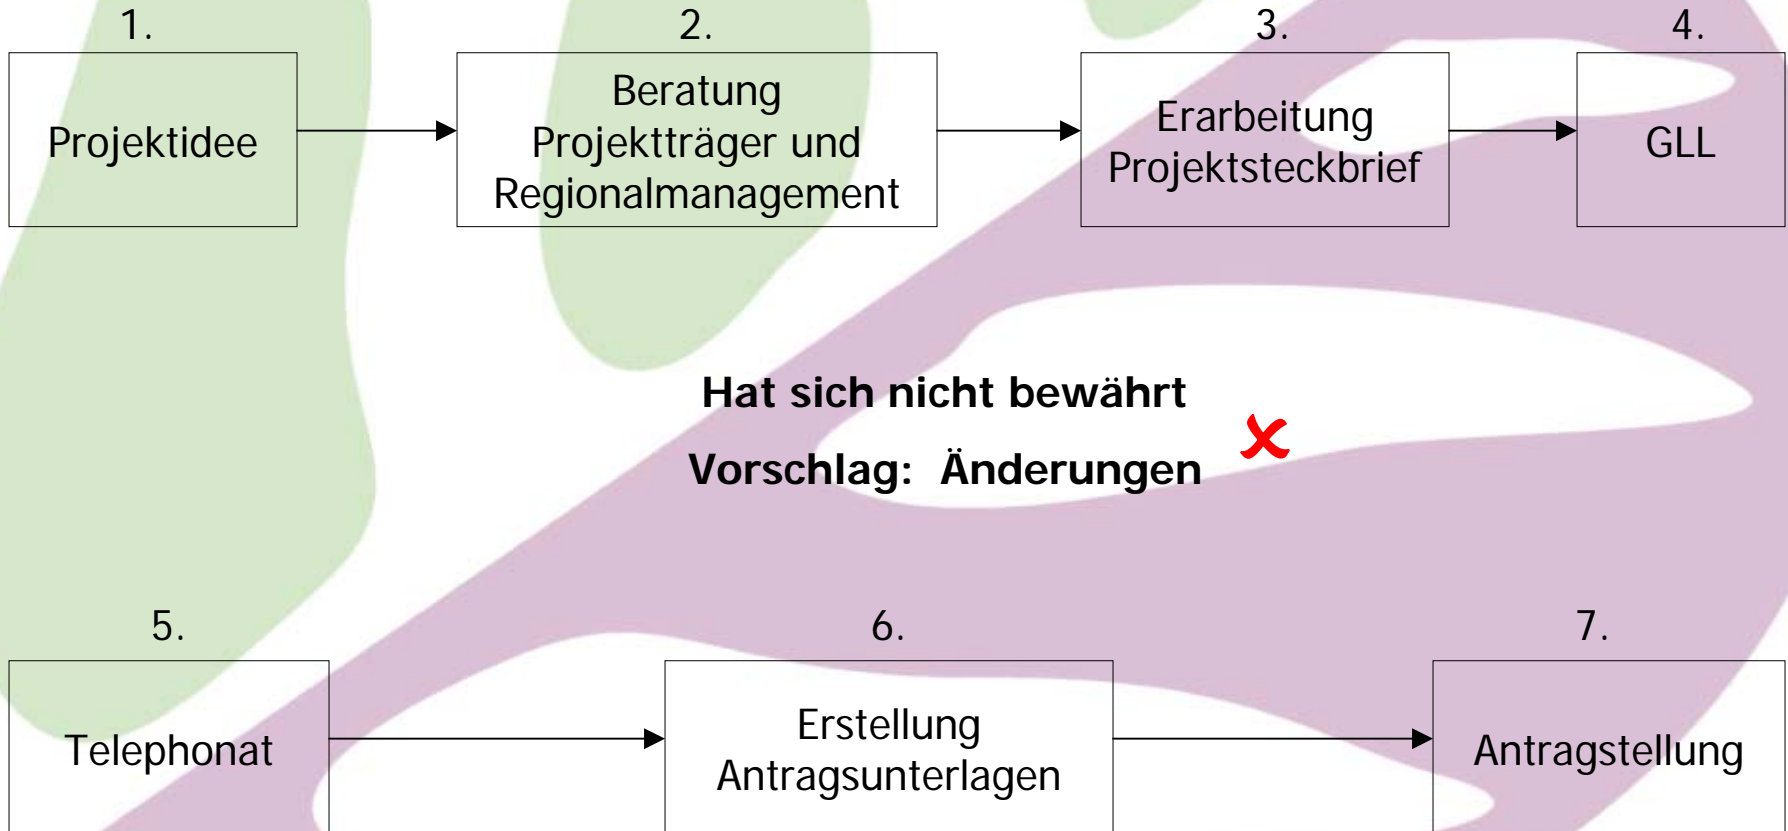 1.
Projektidee
2.
Beratung
Projektträger und
Regionalmanagement
3.
Erarbeitung
Projektsteckbrief
4.
GLL
Hat sich nicht bewährt
Vorschlag: Änderungen
5.
Telephonat
6.
Erstellung
Antragsunterlagen
7.
Antragstellung